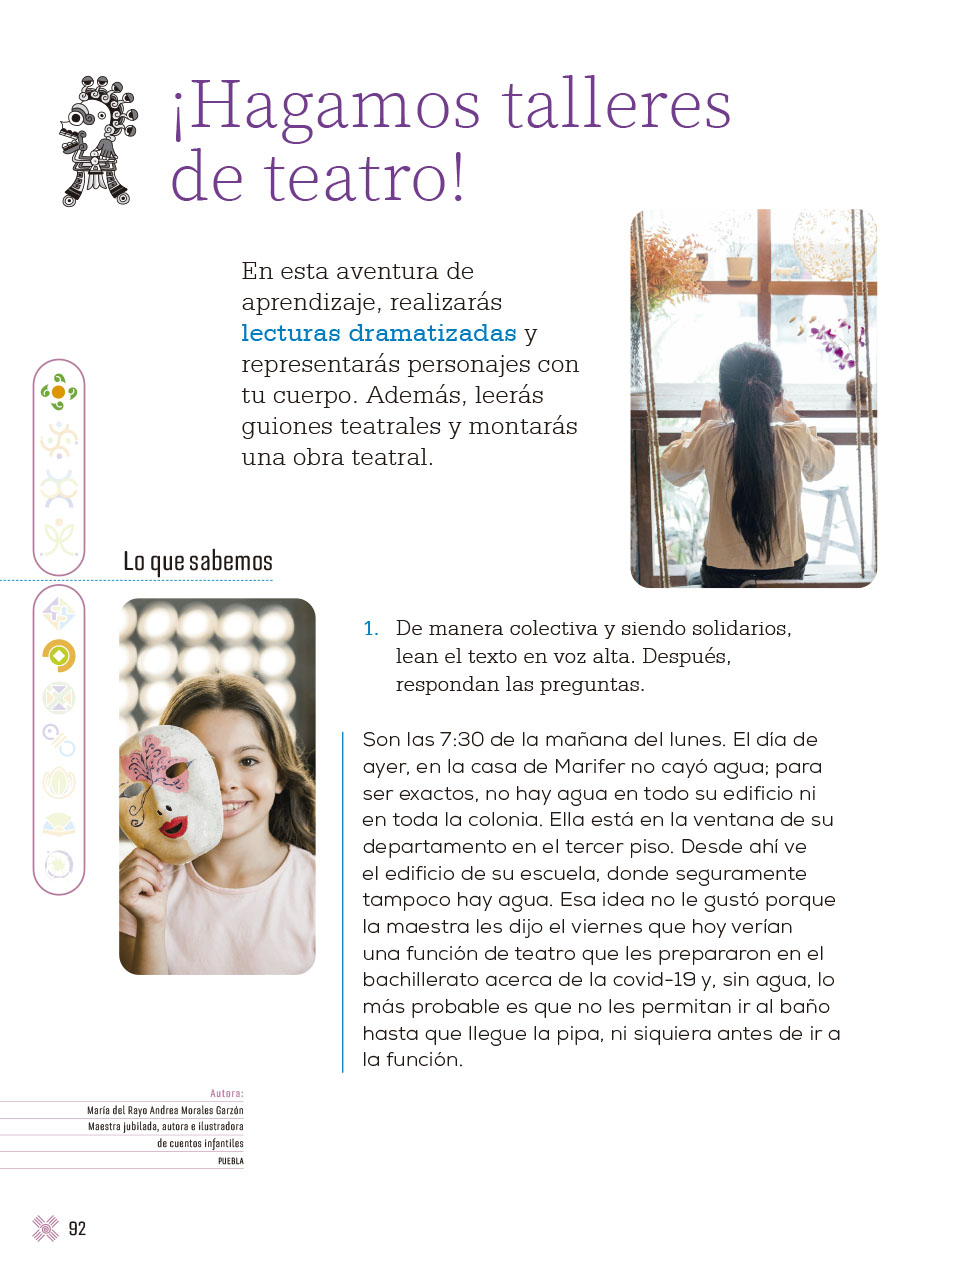 ¡Hagamos talleres
de teatro!
En esta aventura de
aprendizaje, realizarás
lecturas dramatizadas y
representarás personajes con
tu cuerpo. Además, leerás
guiones teatrales y montarás
una obra teatral.
Lo que sabemos
1. De manera colectiva y siendo solidarios,
lean el texto en voz alta. Después,
respondan las preguntas.
Son las 7:30 de la mañana del lunes. El día de
ayer, en la casa de Marifer no cayó agua; para
ser exactos, no hay agua en todo su edificio ni
en toda la colonia. Ella está en la ventana de su
departamento en el tercer piso. Desde ahí ve
el edificio de su escuela, donde seguramente
tampoco hay agua. Esa idea no le gustó porque
la maestra les dijo el viernes que hoy verían
una función de teatro que les prepararon en el
bachillerato acerca de la covid-19 y, sin agua, lo
más probable es que no les permitan ir al baño
hasta que llegue la pipa, ni siquiera antes de ir a
la función.
Autora:
María del Rayo Andrea Morales Garzón
Maestra jubilada, autora e ilustradora
de cuentos infantiles
PUEBLA
92